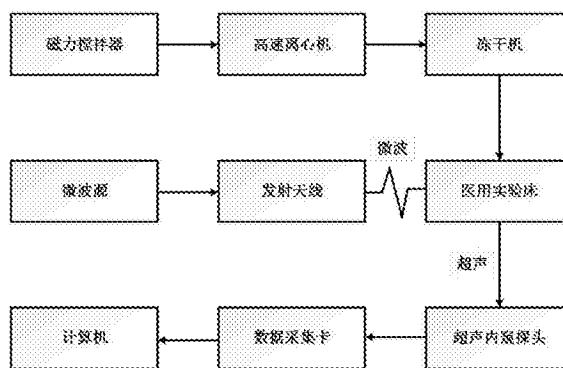 磁力搅拌器
高速离心机
冻干机
微波
微波源
发射天线
医用实验床
超声
计算机
数据采集卡
超声内窥探头